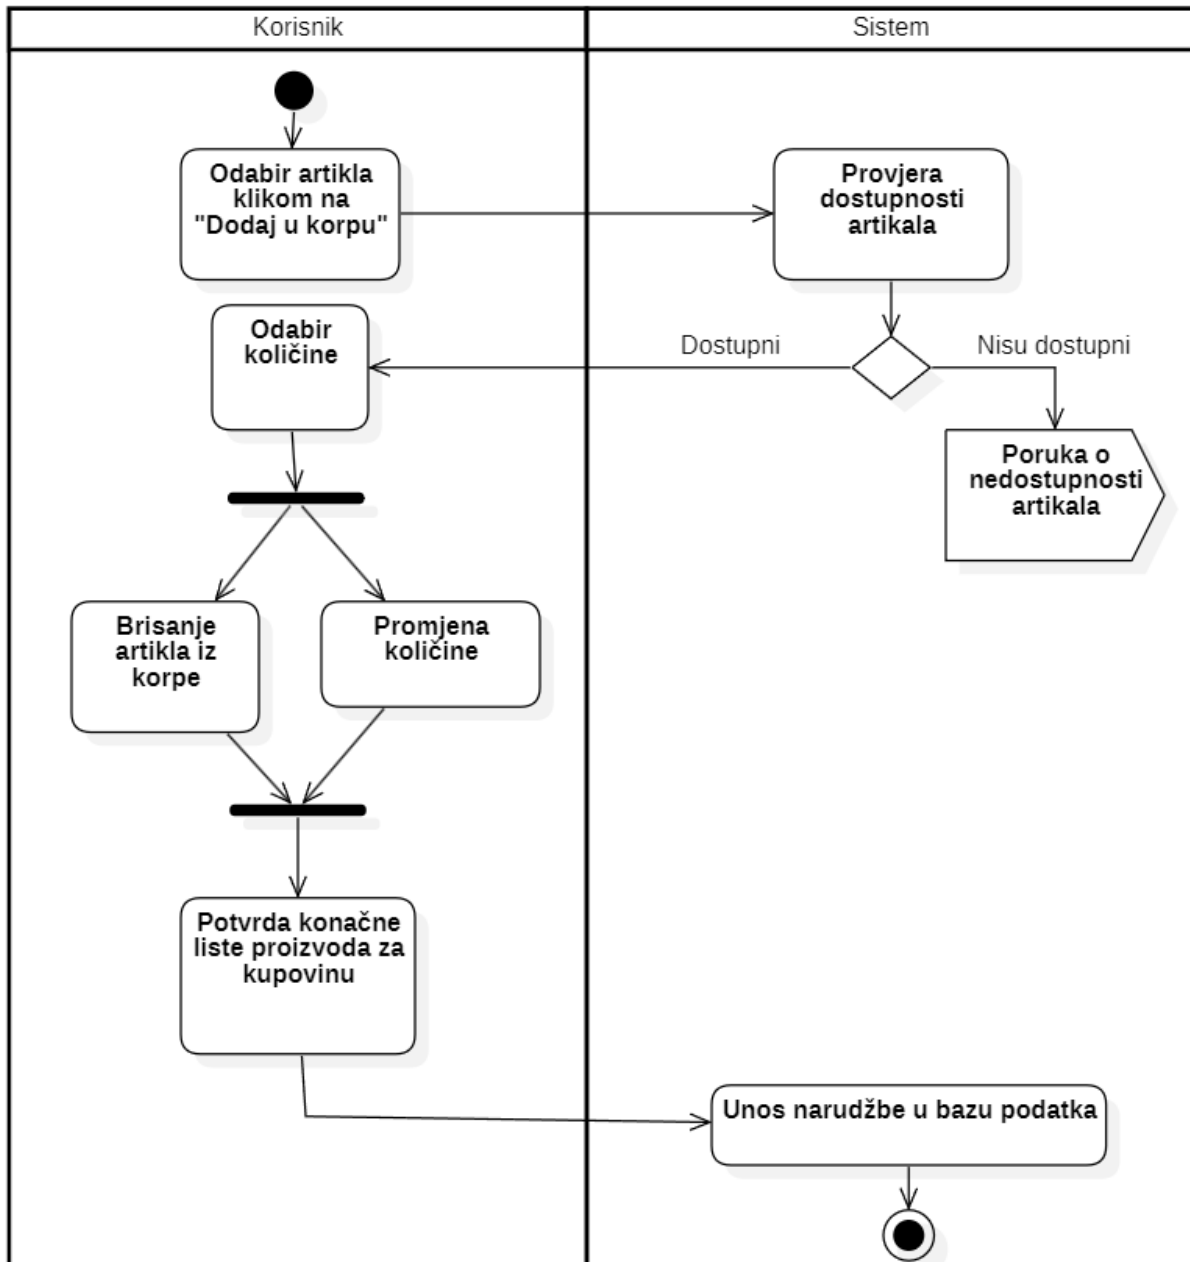 Korisnik
Sistem
Odabir artikla
klikom na
"Dodaj u korpu"
Provjera
dostupnosti
artikala
Odabir
količine
Dostupni
Nisu dostupni
Poruka o
nedostupnosti
artikala
Brisanje
artikla iz
korpe
Promjena
količine
Potvrda konačne
liste proizvoda za
kupovinu
Unos narudžbe u bazu podatka